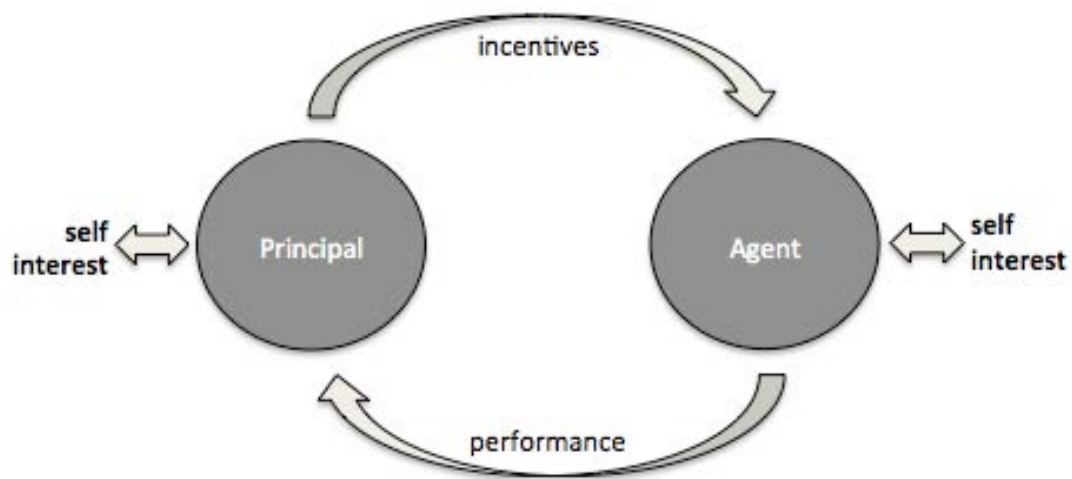 incentives
self
interest
Principal
Agent
self
interest
performance